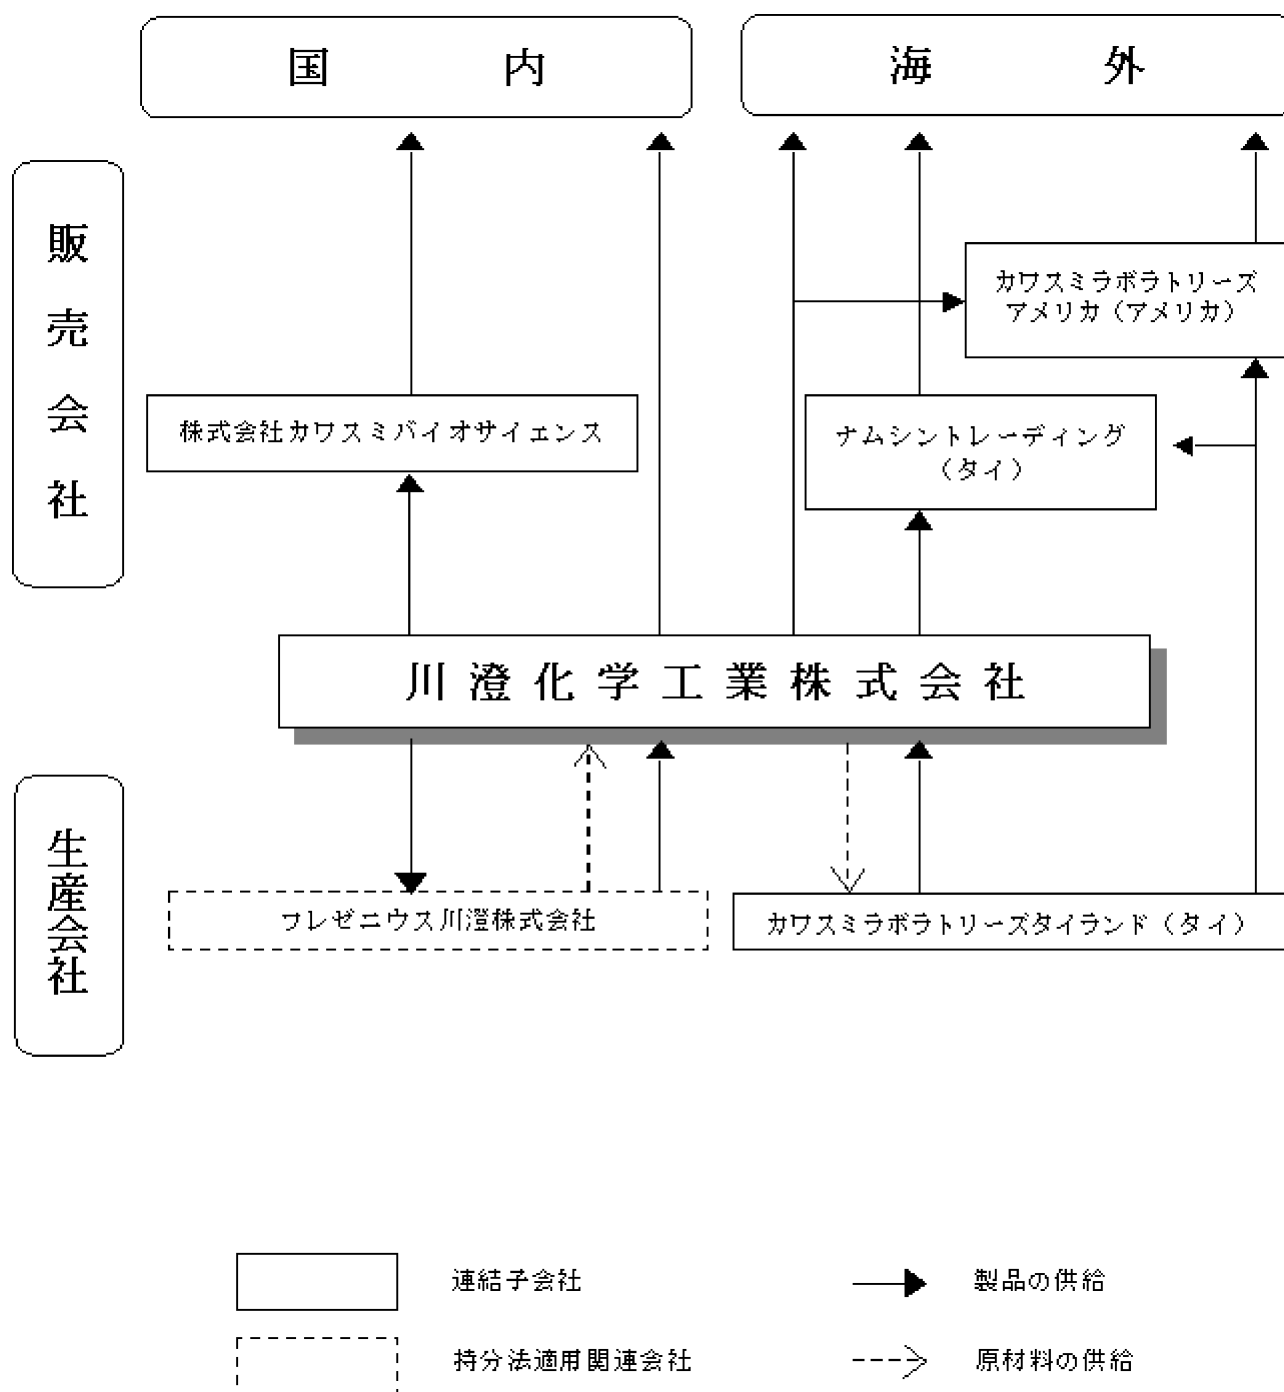 国 内
海 外
販売会社
カワスミラボラトリーズ
アメリカ（アメリカ）
株式会社カワスミバイオサイエンス
ナムシントレーディング
（タイ）
川澄化学工業株式会社
生産会社
フレゼニウス川澄株式会社
カワスミラボラトリーズタイランド（タイ）
連結子会社
製品の供給
持分法適用関連会社
原材料の供給